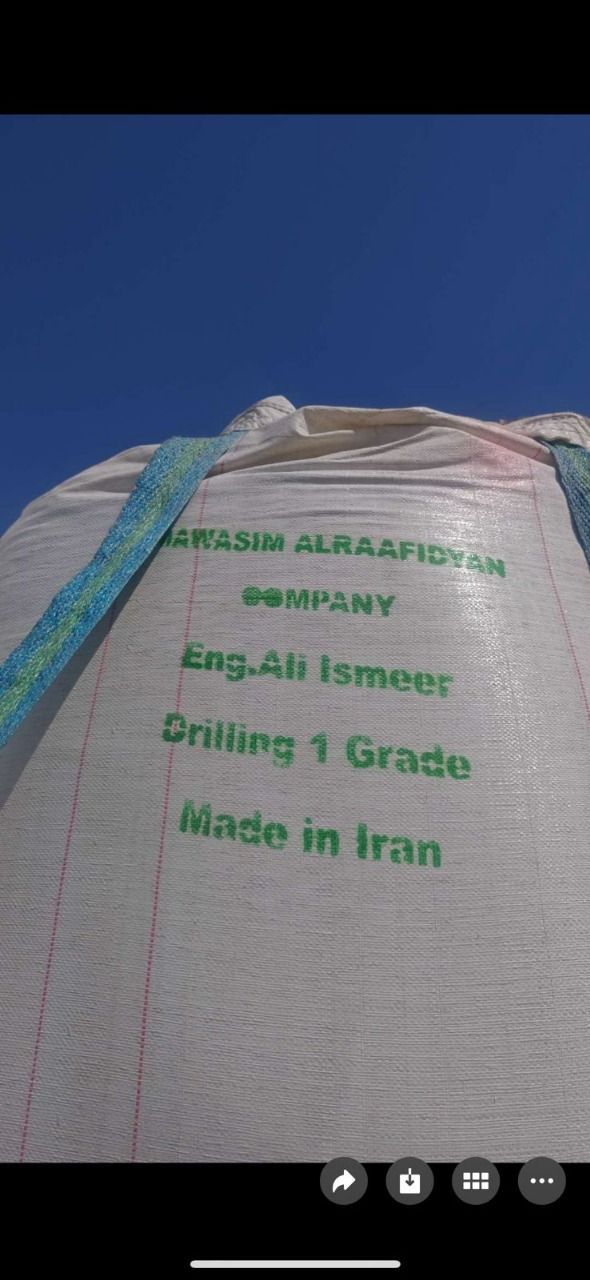 AWASIM ALRAAFIDYAN
COMPANY
Eng.Ali Ismeer
Drilling 1 Grade
Made in Iran